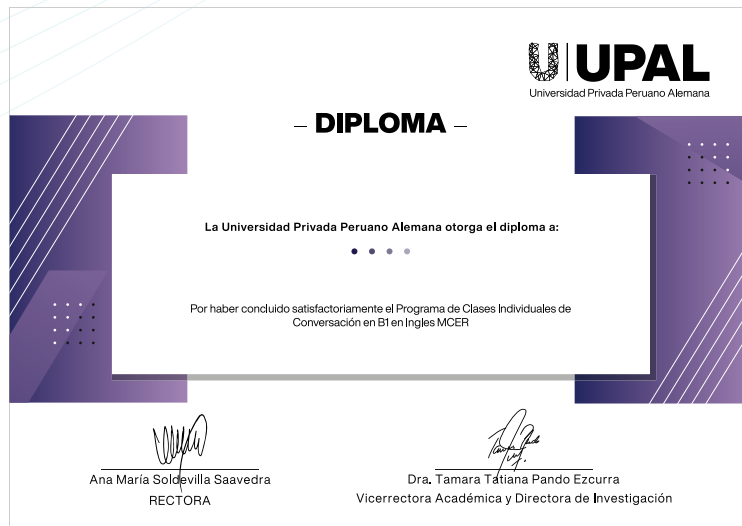 UPAL
Universidad Privada Peruano Alemana
– DIPLOMA –
La Universidad Privada Peruano Alemana otorga el diploma a:
Por haber concluido satisfactoriamente el Programa de Clases Individuales de
Conversación en B1 en Ingles MCER
Ana María Soldevilla Saavedra
RECTORA
Dra. Tamara Tatiana Pando Ezcurra
Vicerrectora Académica y Directora de Investigación